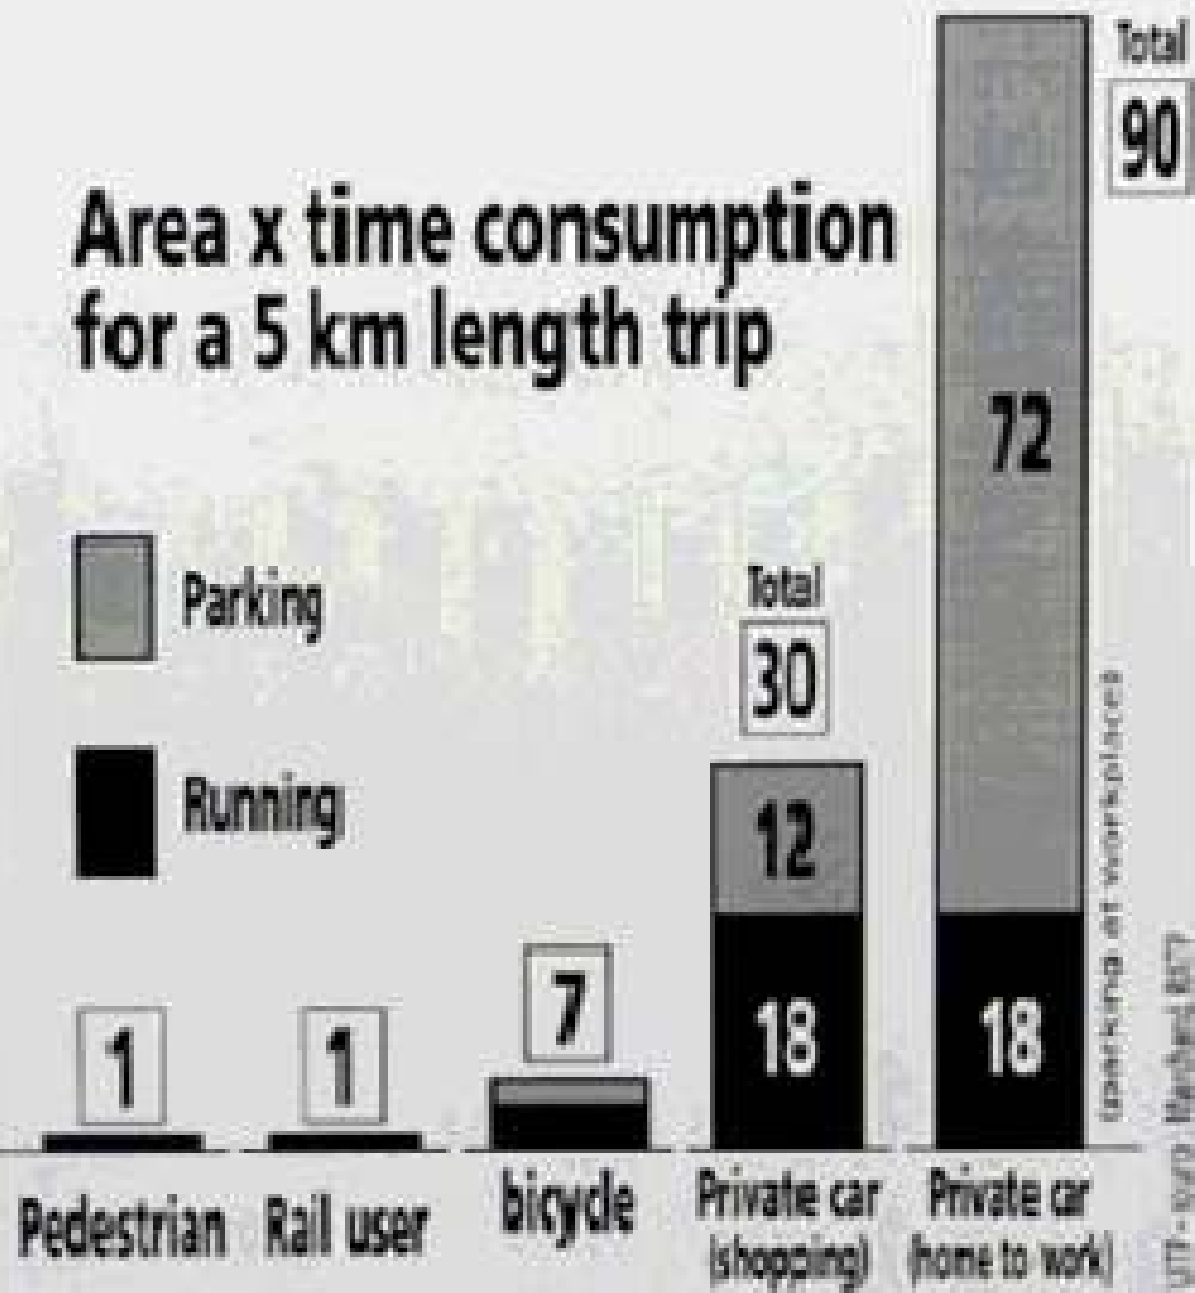 Total
90
Area x time consumption
for a 5 km length trip
72
Parking
Total
30
Running
12
7
18
18
1
1
(parking at workplaces)
Pedestrian
Rail user
bicycle
Private car
(shopping)
Private car
(home to work)